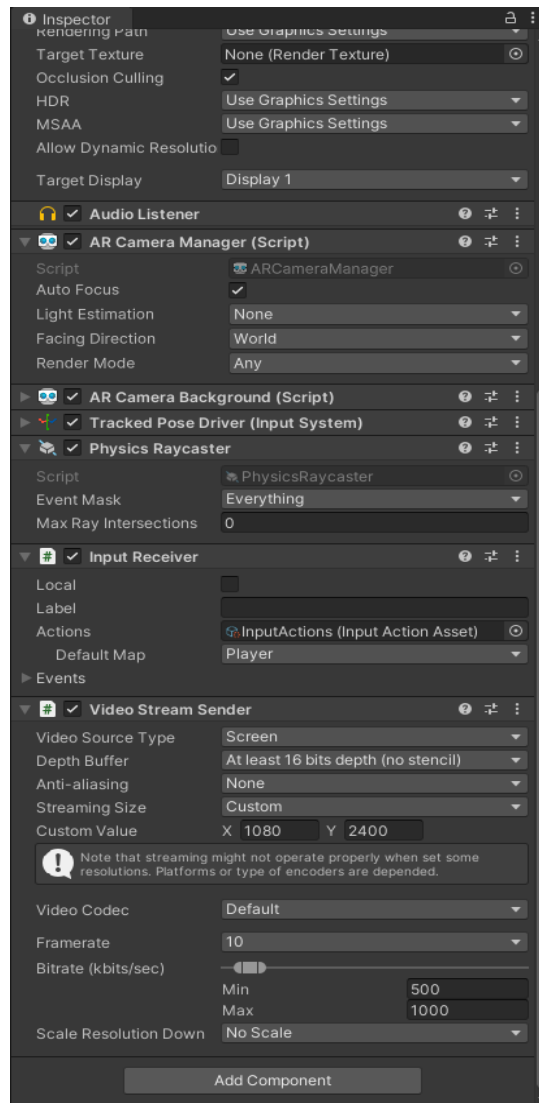 Inspector
Rendering Path Use Graphics Settings
Target Texture None (Render Texture)
Occlusion Culling
HDR Use Graphics Settings
MSAA Use Graphics Settings
Allow Dynamic Resolutio
Target Display Display 1
Audio Listener
AR Camera Manager (Script)
Script ARCameraManager
Auto Focus
Light Estimation None
Facing Direction World
Render Mode Any
AR Camera Background (Script)
Tracked Pose Driver (Input System)
Physics Raycaster
Script PhysicsRaycaster
Event Mask Everything
Max Ray Intersections 0
# Input Receiver
Local
Label
Actions InputActions (Input Action Asset)
Default Map Player
Events
# Video Stream Sender
Video Source Type Screen
Depth Buffer At least 16 bits depth (no stencil)
Anti-aliasing None
Streaming Size Custom
Custom Value X 1080 Y 2400
Note that streaming might not operate properly when set some
resolutions. Platforms or type of encoders are depended.
Video Codec Default
Framerate 10
Bitrate (kbits/sec)
Min 500
Max 1000
Scale Resolution Down No Scale
Add Component